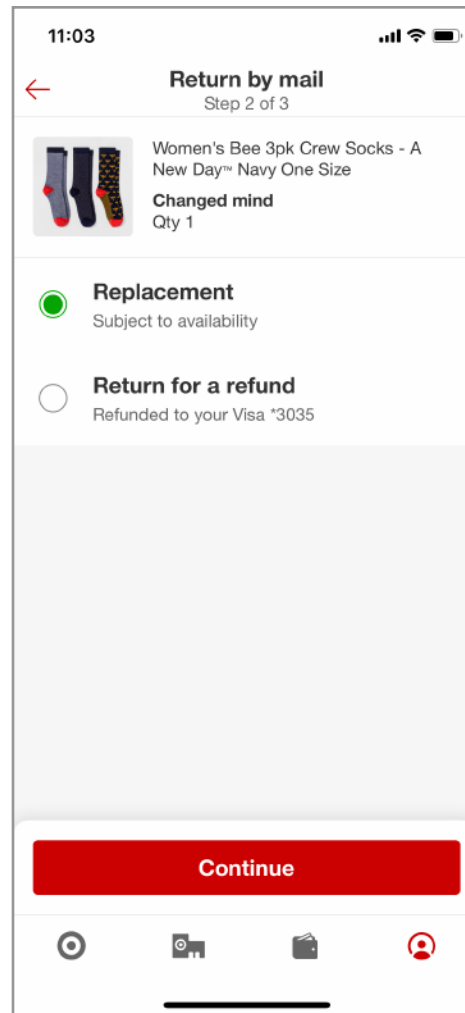 11:03
Return by mail
Step 2 of 3
Women's Bee 3pk Crew Socks - A
New Day™ Navy One Size
Changed mind
Qty 1
Replacement
Subject to availability
Return for a refund
Refunded to your Visa *3035
Continue